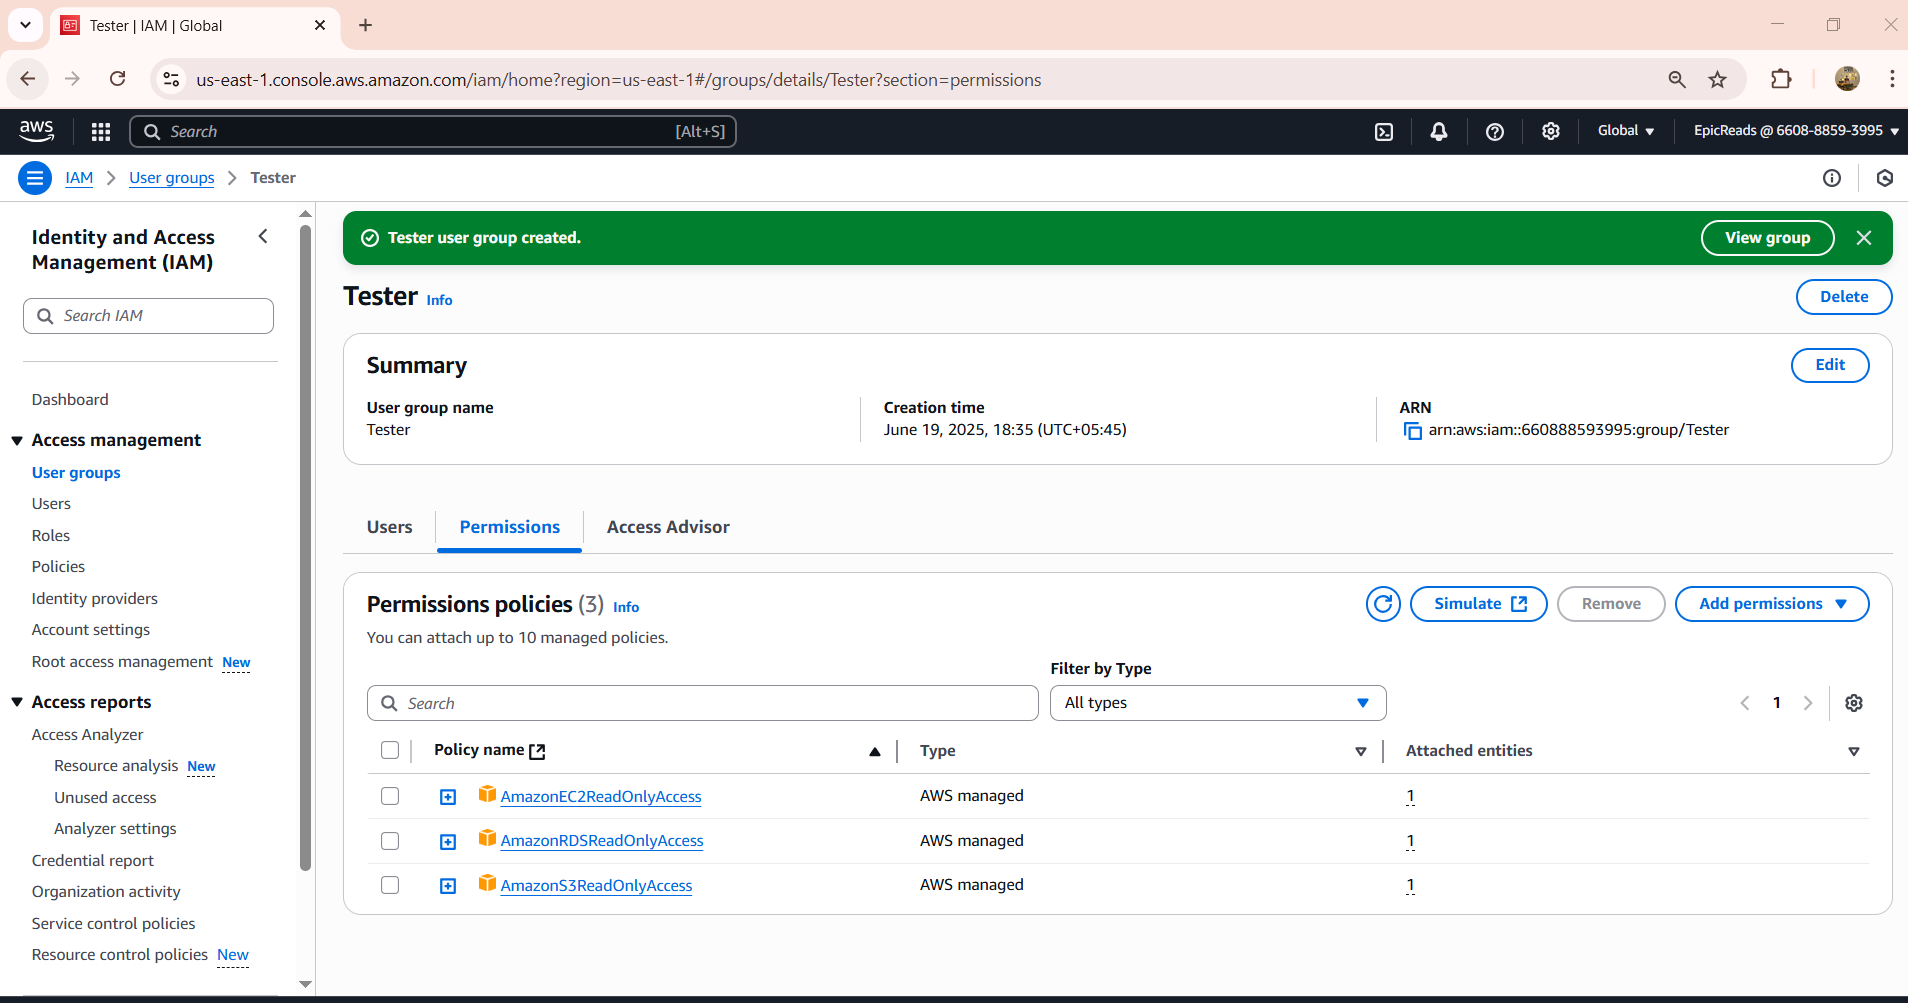 Tester | IAM | Global
us-east-1.console.aws.amazon.com/iam/home?region=us-east-1#/groups/details/Tester?section=permissions
aws
Search [Alt+S]
Global
EpicReads @ 6608-8859-3995
IAM > User groups > Tester
Identity and Access
Management (IAM)
Search IAM
Dashboard
Access management
User groups
Users
Roles
Policies
Identity providers
Account settings
Root access management New
Access reports
Access Analyzer
Resource analysis New
Unused access
Analyzer settings
Credential report
Organization activity
Service control policies
Resource control policies New
Tester user group created.
View group
Tester Info
Delete
Summary
Edit
User group name
Tester
Creation time
June 19, 2025, 18:35 (UTC+05:45)
ARN
arn:aws:iam::660888593995:group/Tester
Users
Permissions
Access Advisor
Permissions policies (3) Info
You can attach up to 10 managed policies.
Simulate
Remove
Add permissions
Filter by Type
Search
All types
1
Policy name Type Attached entities
AmazonEC2ReadOnlyAccess AWS managed 1
AmazonRDSReadOnlyAccess AWS managed 1
AmazonS3ReadOnlyAccess AWS managed 1